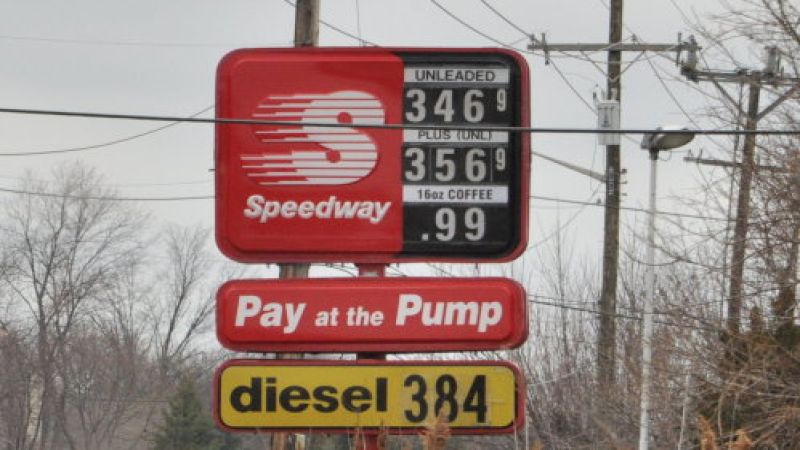 UNLEADED
346 9
S
PLUS (UNL)
356 9
16oz COFFEE
.99
Speedway
Pay at the Pump
diesel 384